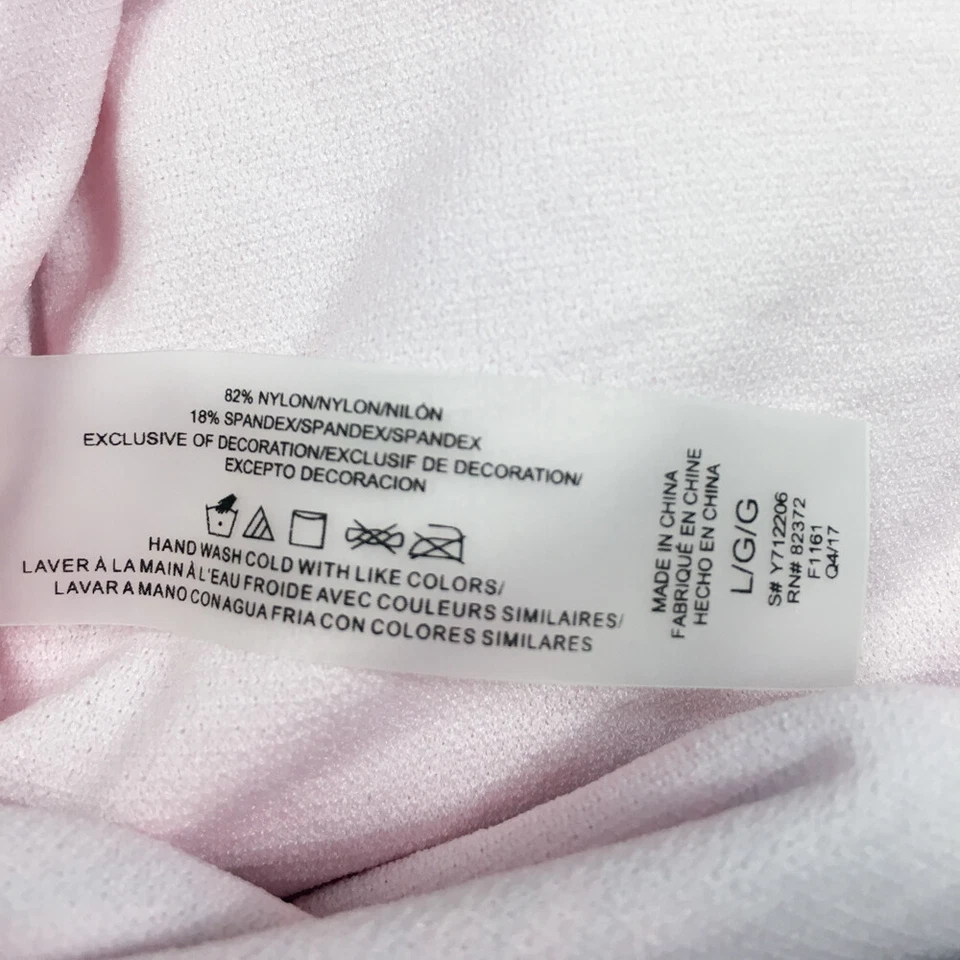 82% NYLON/NYLON/NILÓN
18% SPANDEX/SPANDEX/SPANDEX
EXCLUSIVE OF DECORATION/EXCLUSIF DE DECORATION/
EXCEPTO DECORACION
HAND WASH COLD WITH LIKE COLORS/
LAVER À LA MAIN À L'EAU FROIDE AVEC COULEURS SIMILAIRES/
LAVAR A MANO CON AGUA FRIA CON COLORES SIMILARES
MADE IN CHINA
FABRIQUÉ EN CHINE
HECHO EN CHINA
L/G/G
S# Y712206
RN# 82372
F1161
Q4/17